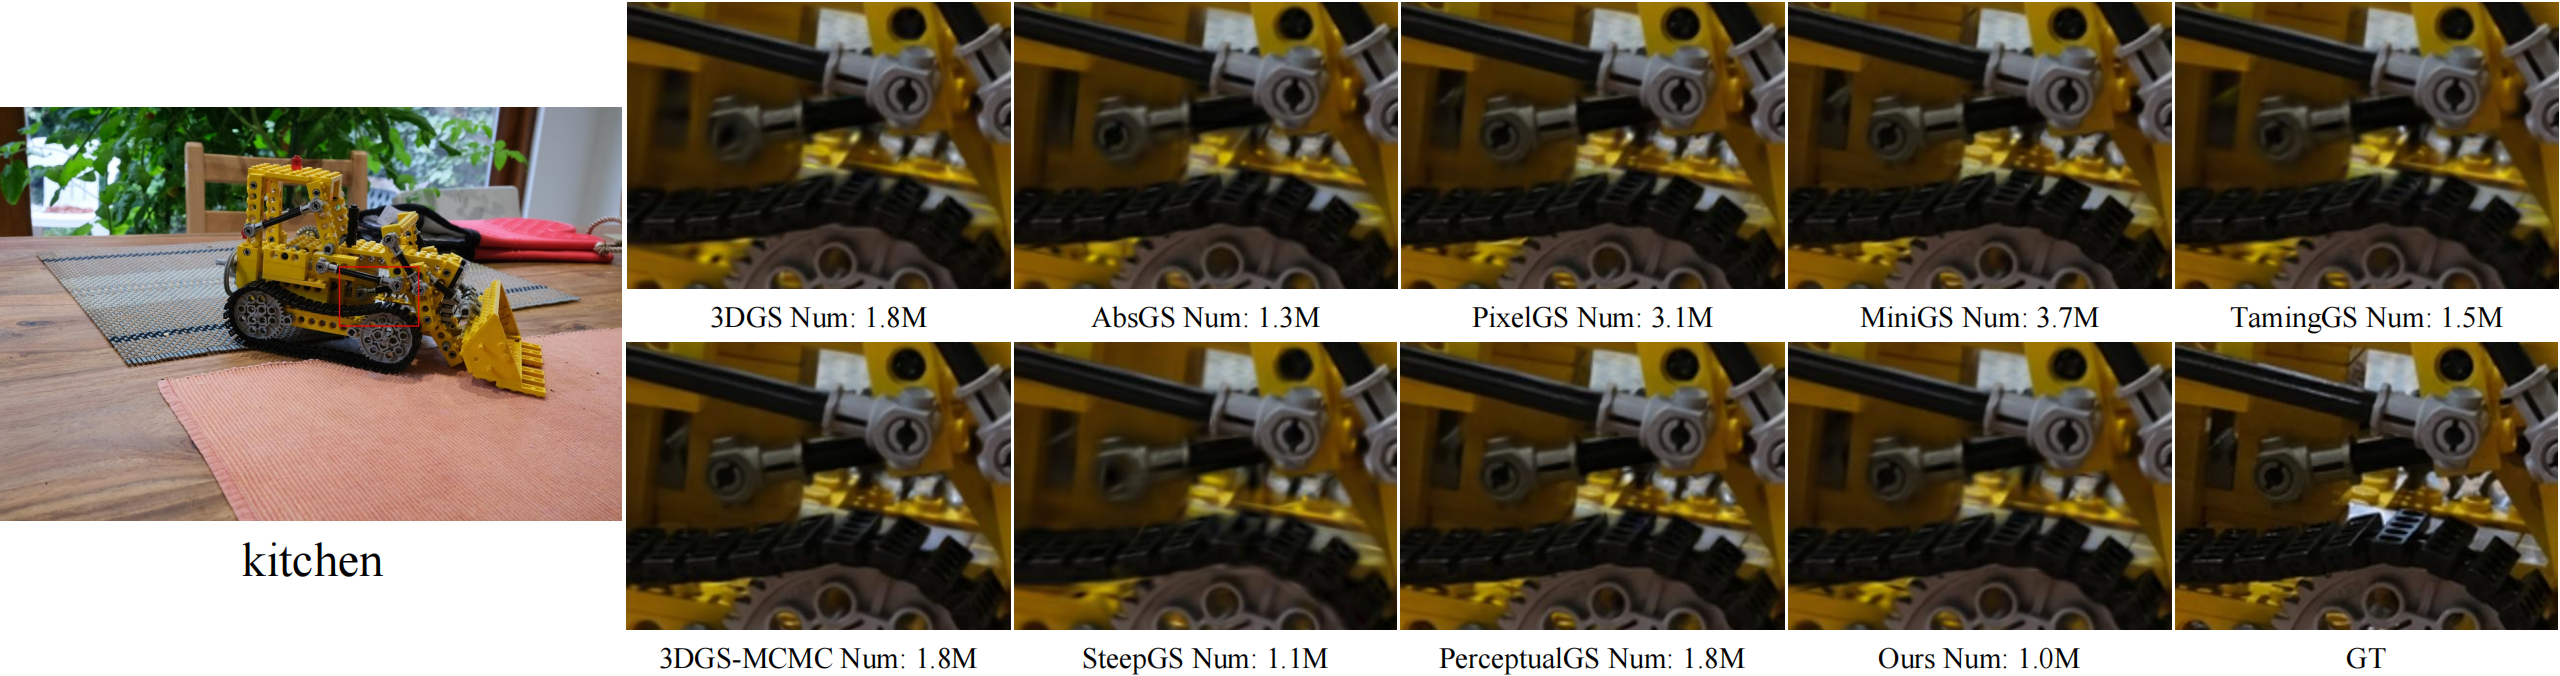 3DGS Num: 1.8M
AbsGS Num: 1.3M
PixelGS Num: 3.1M
MiniGS Num: 3.7M
TamingGS Num: 1.5M
kitchen
3DGS-MCMC Num: 1.8M
SteepGS Num: 1.1M
PerceptualGS Num: 1.8M
Ours Num: 1.0M
GT